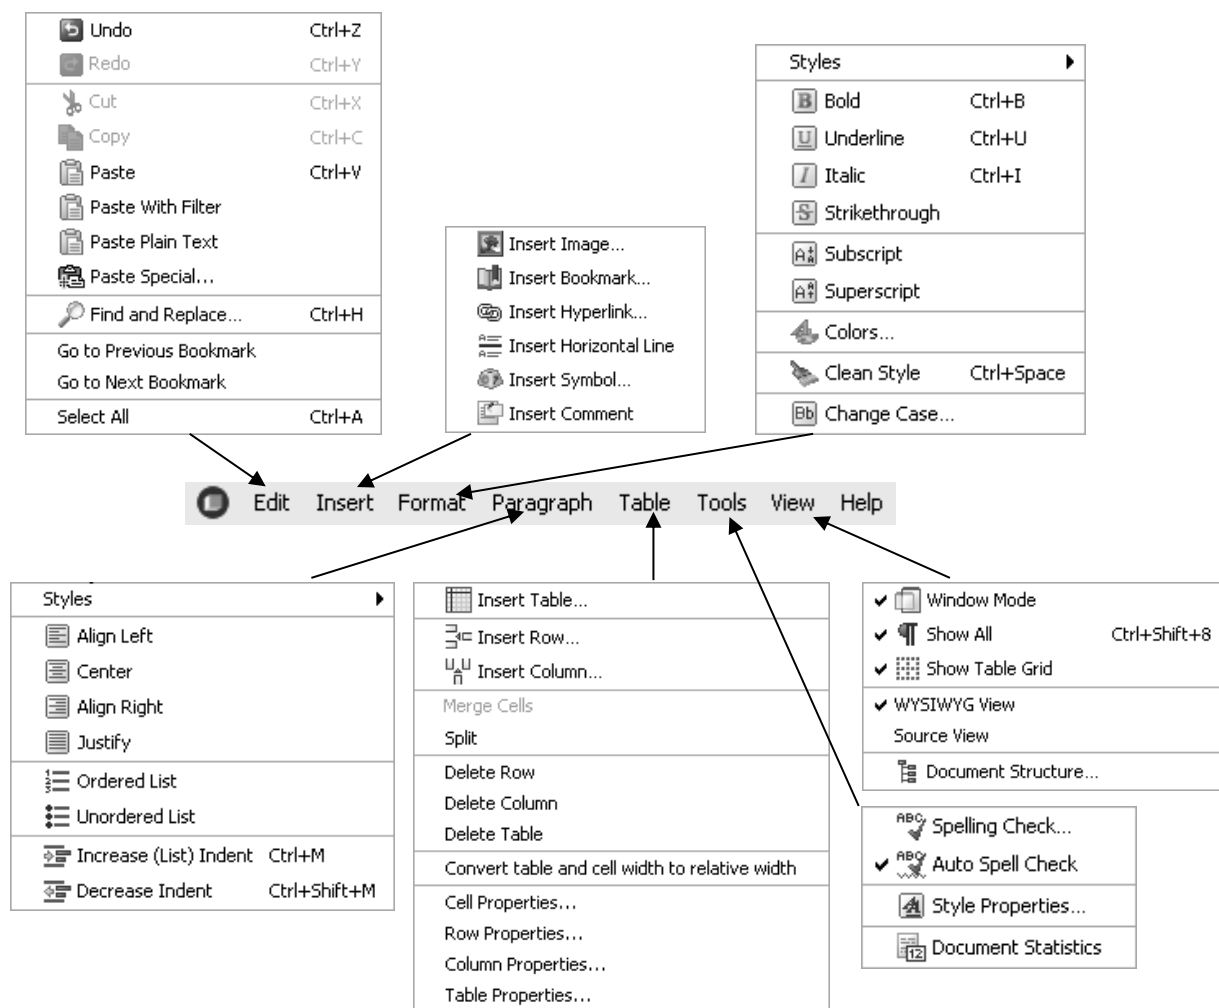 Undo Ctrl+Z
Redo Ctrl+Y
Cut Ctrl+X
Copy Ctrl+C
Paste Ctrl+V
Paste With Filter
Paste Plain Text
Paste Special...
Find and Replace... Ctrl+H
Go to Previous Bookmark
Go to Next Bookmark
Select All Ctrl+A
Insert Image...
Insert Bookmark...
Insert Hyperlink...
Insert Horizontal Line
Insert Symbol...
Insert Comment
Styles
Bold Ctrl+B
Underline Ctrl+U
Italic Ctrl+I
Strikethrough
Subscript
Superscript
Colors...
Clean Style Ctrl+Space
Change Case...
Edit Insert Format Paragraph Table Tools View Help
Styles
Align Left
Center
Align Right
Justify
Ordered List
Unordered List
Increase (List) Indent Ctrl+M
Decrease Indent Ctrl+Shift+M
Insert Table...
Insert Row...
Insert Column...
Merge Cells
Split
Delete Row
Delete Column
Delete Table
Convert table and cell width to relative width
Cell Properties...
Row Properties...
Column Properties...
Table Properties...
Window Mode
Show All Ctrl+Shift+8
Show Table Grid
WYSIWYG View
Source View
Document Structure...
Spelling Check...
Auto Spell Check
Style Properties...
Document Statistics